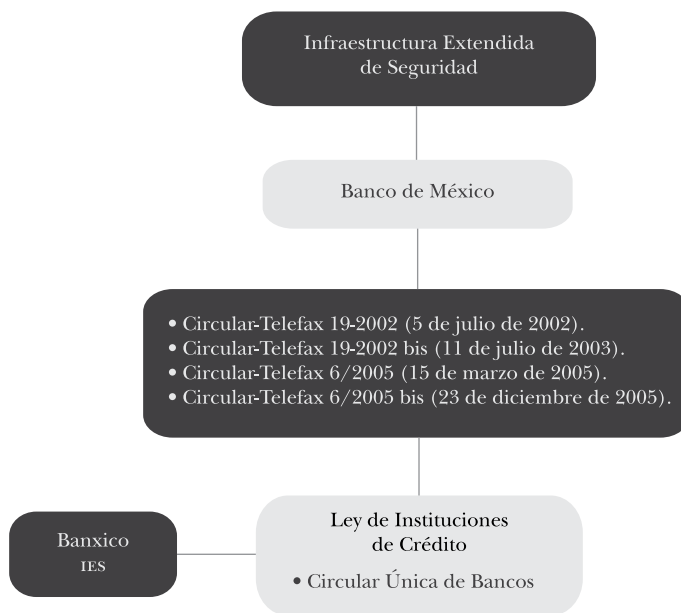 Infraestructura Extendida
de Seguridad
Banco de México
• Circular-Telefax 19-2002 (5 de julio de 2002).
• Circular-Telefax 19-2002 bis (11 de julio de 2003).
• Circular-Telefax 6/2005 (15 de marzo de 2005).
• Circular-Telefax 6/2005 bis (23 de diciembre de 2005).
Banxico
IES
Ley de Instituciones
de Crédito
• Circular Única de Bancos